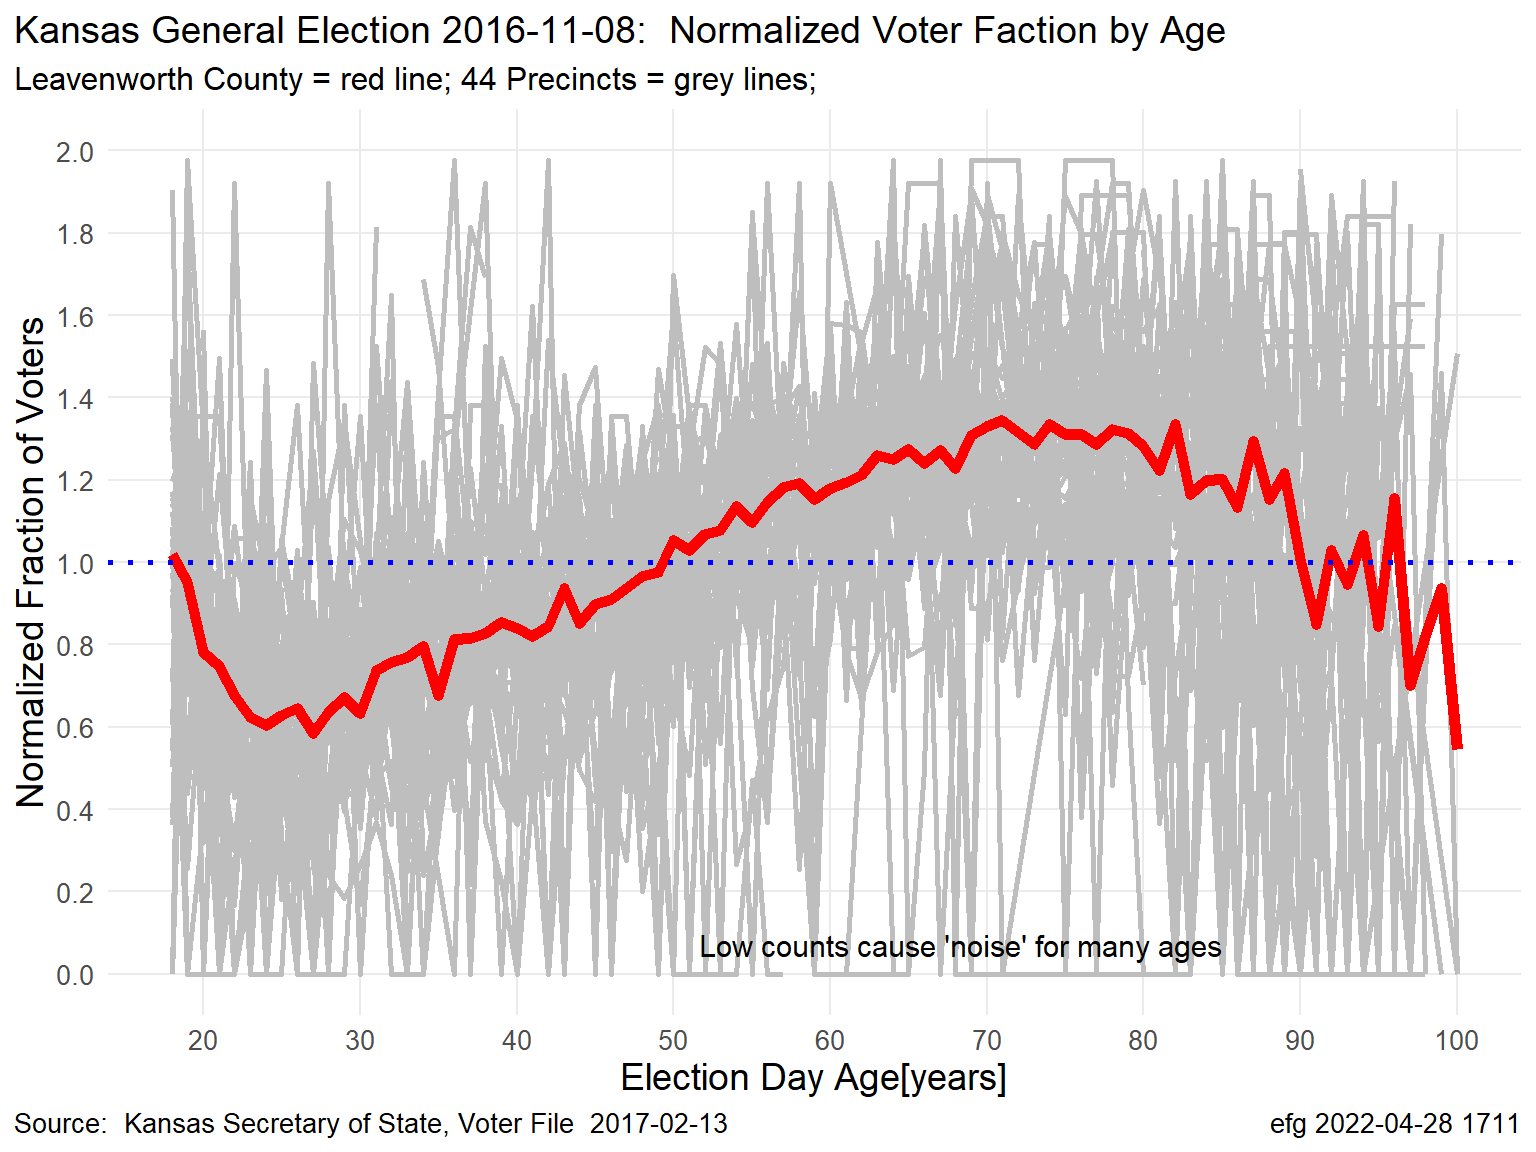 Kansas General Election 2016-11-08:  Normalized Voter Faction by Age
Leavenworth County = red line; 44 Precincts = grey lines;
Normalized Fraction of Voters
2.0
1.8
1.6
1.4
1.2
1.0
0.8
0.6
0.4
0.2
0.0
Low counts cause 'noise' for many ages
20 30 40 50 60 70 80 90 100
Election Day Age[years]
Source:  Kansas Secretary of State, Voter File  2017-02-13
efg 2022-04-28 1711